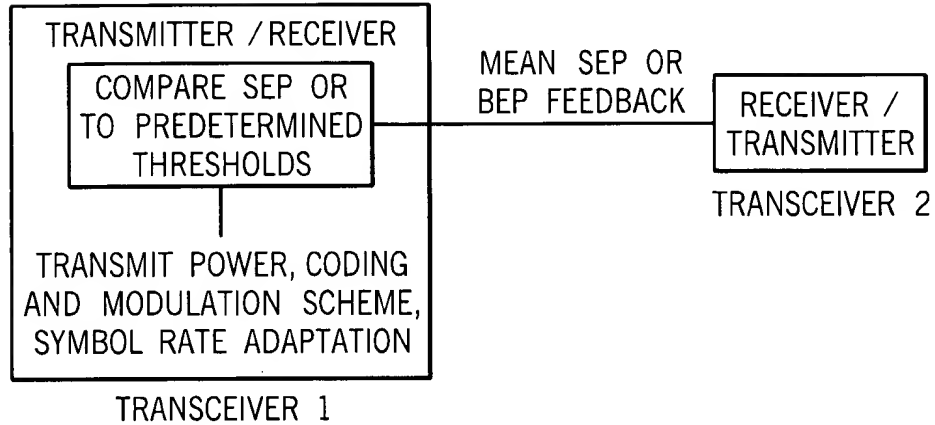 TRANSMITTER / RECEIVER
COMPARE SEP OR
TO PREDETERMINED
THRESHOLDS
TRANSMIT POWER, CODING
AND MODULATION SCHEME,
SYMBOL RATE ADAPTATION
TRANSCEIVER 1
MEAN SEP OR
BEP FEEDBACK
RECEIVER /
TRANSMITTER
TRANSCEIVER 2